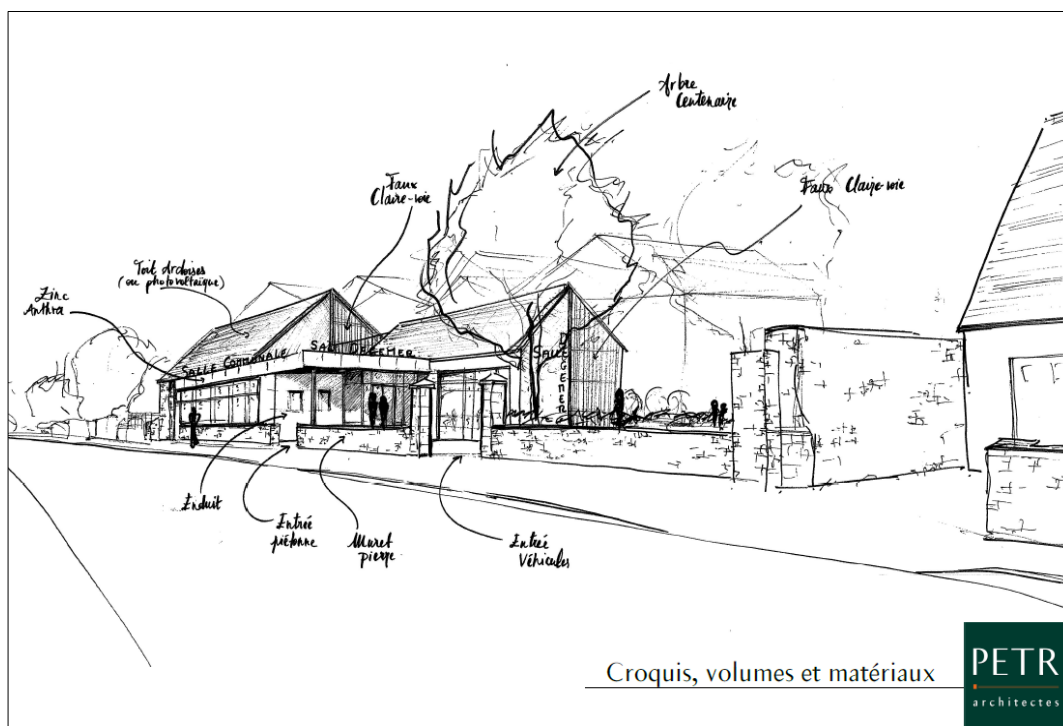 Arbre
Centenaire
Faux
Claire-voie
Faux Claire-voie
Toit Ardoises
(ou photovoltaïque)
Zinc
Anthra
SALLE COMMUNALE
SALLE
Enduit
Entrée
piétonne
Muret
pierre
Entrée
Véhicules
Croquis, volumes et matériaux
PETR
architectes